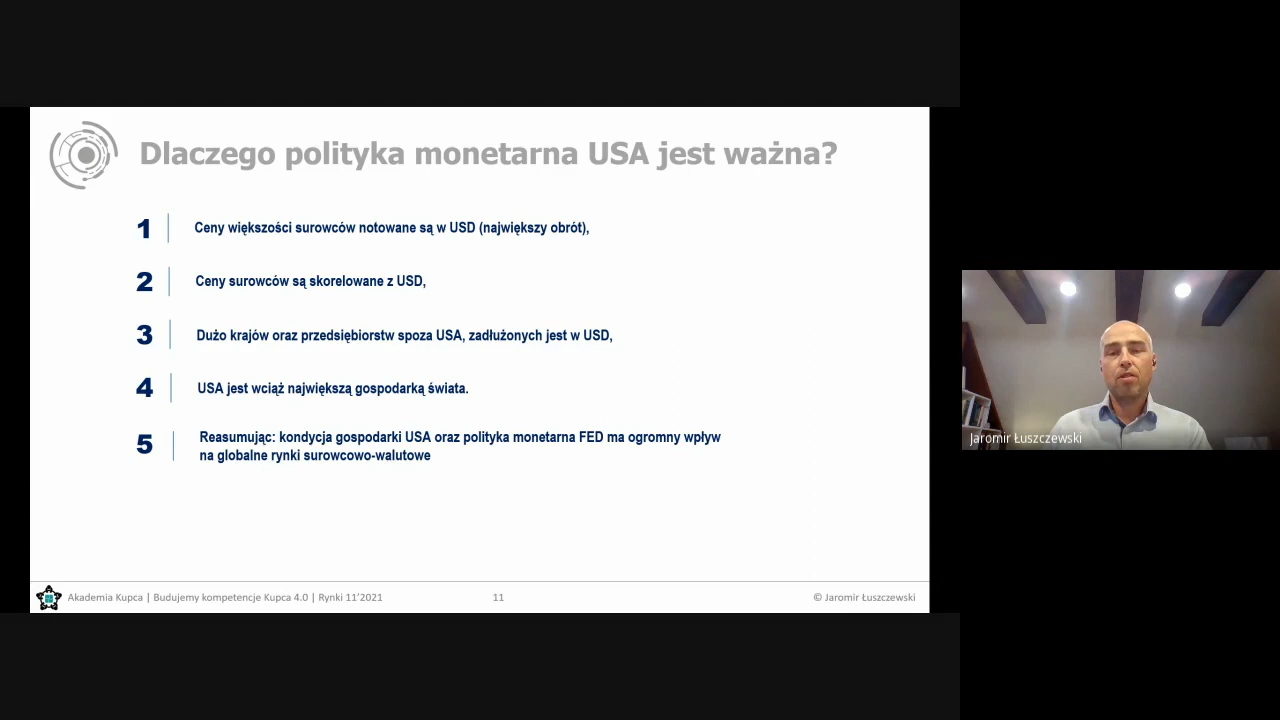 Dlaczego polityka monetarna USA jest ważna?
1 Ceny większości surowców notowane są w USD (największy obrót),
2 Ceny surowców są skorelowane z USD,
3 Dużo krajów oraz przedsiębiorstw spoza USA, zadłużonych jest w USD,
4 USA jest wciąż największą gospodarką świata.
5 Reasumując: kondycja gospodarki USA oraz polityka monetarna FED ma ogromny wpływ
na globalne rynki surowcowo-walutowe
Akademia Kupca | Budujemy kompetencje Kupca 4.0 | Rynki 11'2021 11 © Jaromir Łuszczewski
Jaromir Łuszczewski